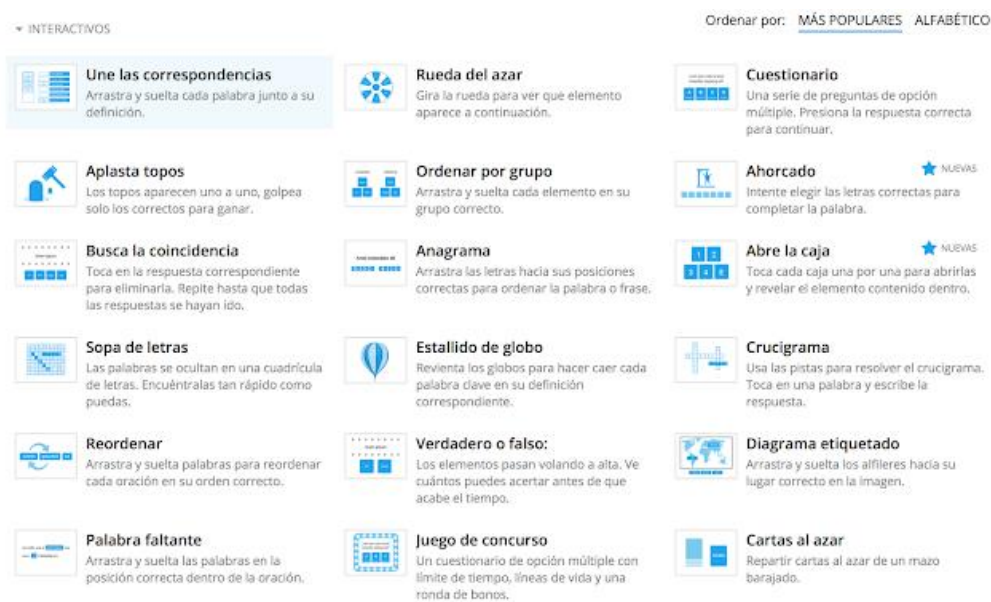 INTERACTIVOS
Ordenar por: MÁS POPULARES ALFABÉTICO
Une las correspondencias
Arrastra y suelta cada palabra junto a su
definición.
Rueda del azar
Gira la rueda para ver que elemento
aparece a continuación.
Cuestionario
Una serie de preguntas de opción
múltiple. Presiona la respuesta correcta
para continuar.
Aplasta topos
Los topos aparecen uno a uno, golpea
solo los correctos para ganar.
Ordenar por grupo
Arrastra y suelta cada elemento en su
grupo correcto.
Ahorcado
NUEVAS
Intente elegir las letras correctas para
completar la palabra.
Busca la coincidencia
Toca en la respuesta correspondiente
para eliminarla. Repite hasta que todas
las respuestas se hayan ido.
Anagrama
Arrastra las letras hacia sus posiciones
correctas para ordenar la palabra o frase.
Abre la caja
NUEVAS
Toca cada caja una por una para abrirlas
y revelar el elemento contenido dentro.
Sopa de letras
Las palabras se ocultan en una cuadrícula
de letras. Encuéntralas tan rápido como
puedas.
Estallido de globo
Revienta los globos para hacer caer cada
palabra clave en su definición
correspondiente.
Crucigrama
Usa las pistas para resolver el crucigrama.
Toca en una palabra y escribe la
respuesta.
Reordenar
Arrastra y suelta palabras para reordenar
cada oración en su orden correcto.
Verdadero o falso:
Los elementos pasan volando a alta. Ve
cuántos puedes acertar antes de que
acabe el tiempo.
Diagrama etiquetado
Arrastra y suelta los alfileres hacia su
lugar correcto en la imagen.
Palabra faltante
Arrastra y suelta las palabras en la
posición correcta dentro de la oración.
Juego de concurso
Un cuestionario de opción múltiple con
límite de tiempo, líneas de vida y una
ronda de bonos.
Cartas al azar
Repartir cartas al azar de un mazo
barajado.